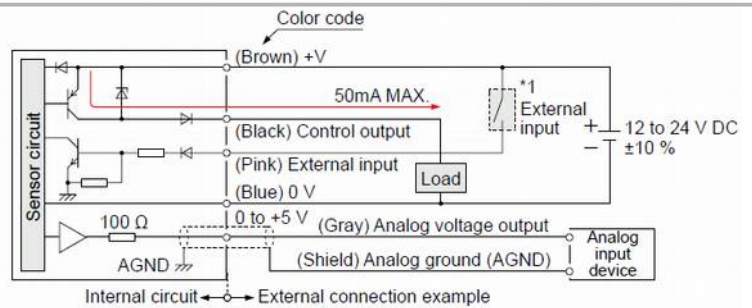 Color code
(Brown) +V
50mA MAX.
*1
External
input
(Black) Control output
12 to 24 V DC
±10 %
+
−
(Pink) External input
Load
Sensor circuit
(Blue) 0 V
0 to +5 V
100 Ω
(Gray) Analog voltage output
Analog
input
device
AGND
(Shield) Analog ground (AGND)
Internal circuit
External connection example